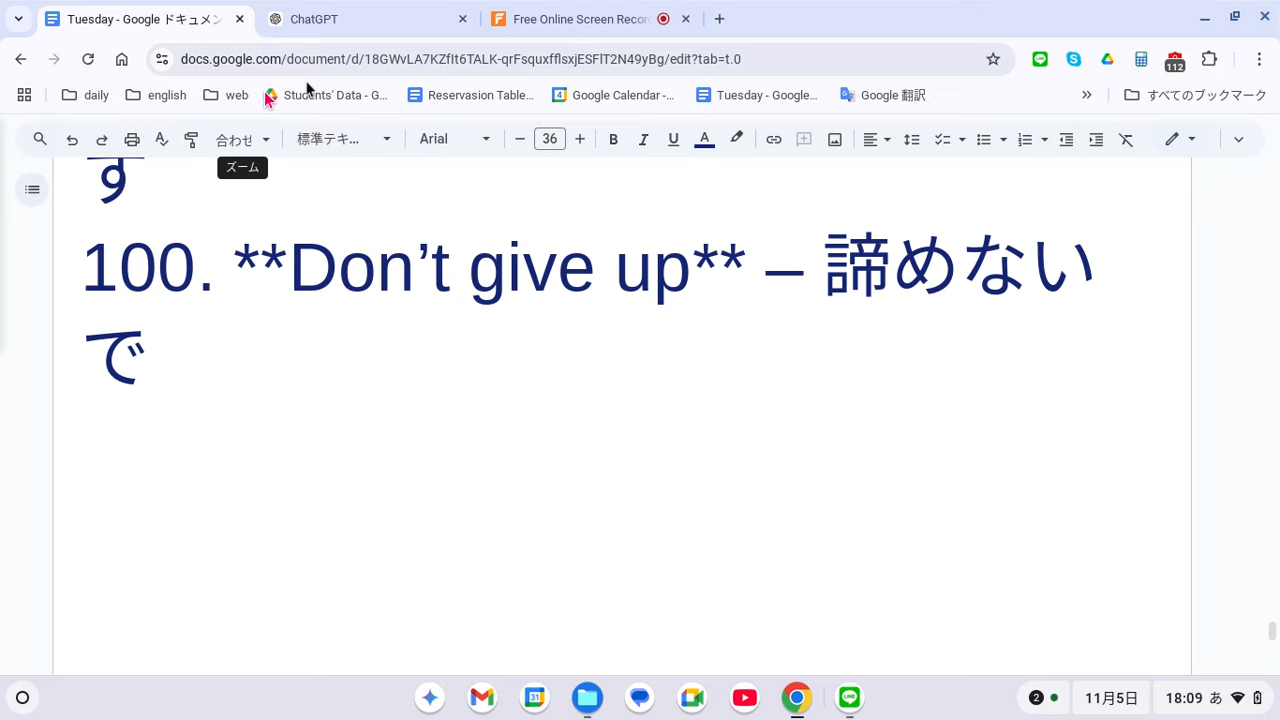 Tuesday - Google ドキュメン
ChatGPT
Free Online Screen Recor
docs.google.com/document/d/18GWvLA7KZfIt6TALK-qrFsquxfflsxjESFlT2N49yBg/edit?tab=t.0
112
daily
english
web
Students' Data - G...
Reservasion Table...
Google Calendar -...
Tuesday - Google...
Google 翻訳
すべてのブックマーク
合わせ
標準テキ...
Arial
36
ズーム
す
100. **Don’t give up** – 諦めない
で
2
11月5日
18:09 あ